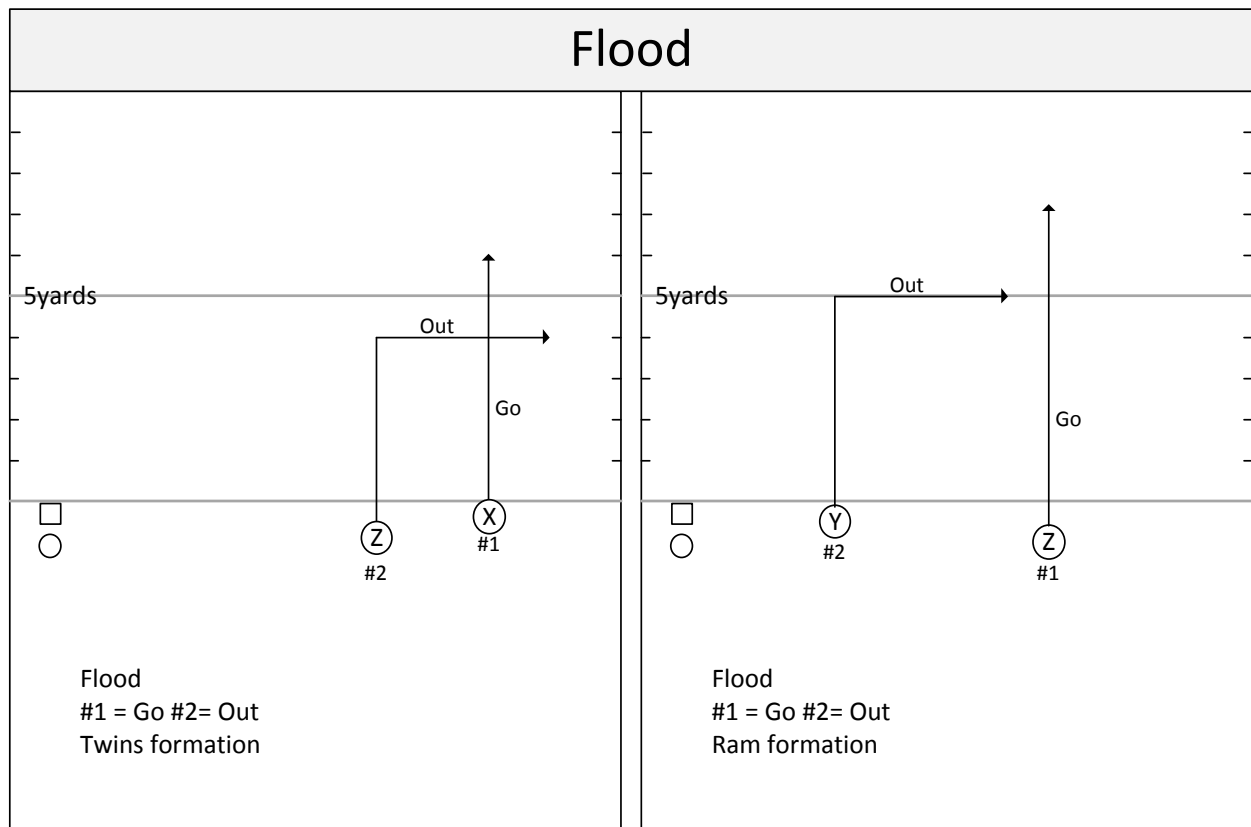 Flood
5yards
Out
Go
Z
#2
X
#1
Flood
#1 = Go #2= Out
Twins formation
5yards
Out
Go
Y
#2
Z
#1
Flood
#1 = Go #2= Out
Ram formation